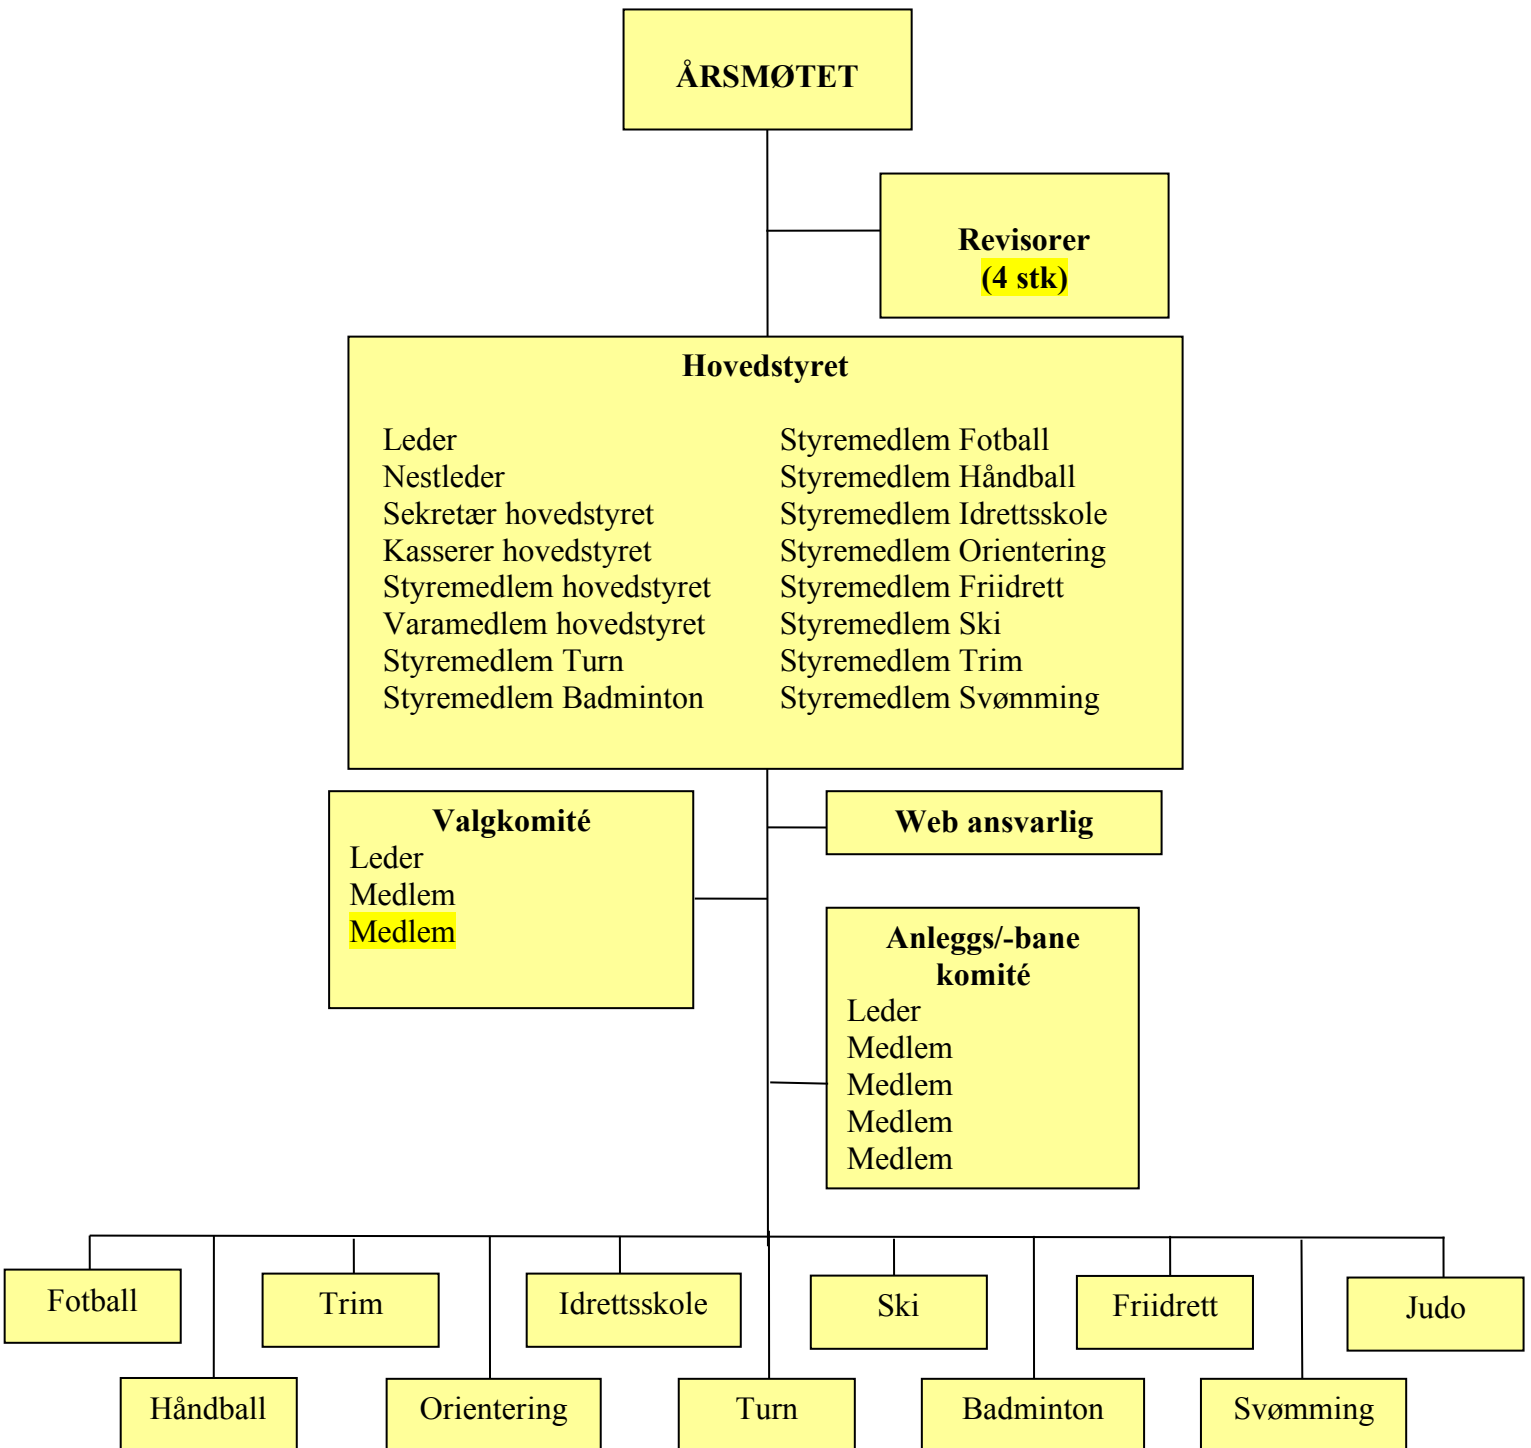 ÅRSMØTET
Revisorer
(4 stk)
Hovedstyret
Leder
Nestleder
Sekretær hovedstyret
Kasserer hovedstyret
Styremedlem hovedstyret
Varamedlem hovedstyret
Styremedlem Turn
Styremedlem Badminton
Styremedlem Fotball
Styremedlem Håndball
Styremedlem Idrettsskole
Styremedlem Orientering
Styremedlem Friidrett
Styremedlem Ski
Styremedlem Trim
Styremedlem Svømming
Valgkomité
Leder
Medlem
Medlem
Web ansvarlig
Anleggs/-bane
komité
Leder
Medlem
Medlem
Medlem
Medlem
Fotball
Trim
Idrettsskole
Ski
Friidrett
Judo
Håndball
Orientering
Turn
Badminton
Svømming